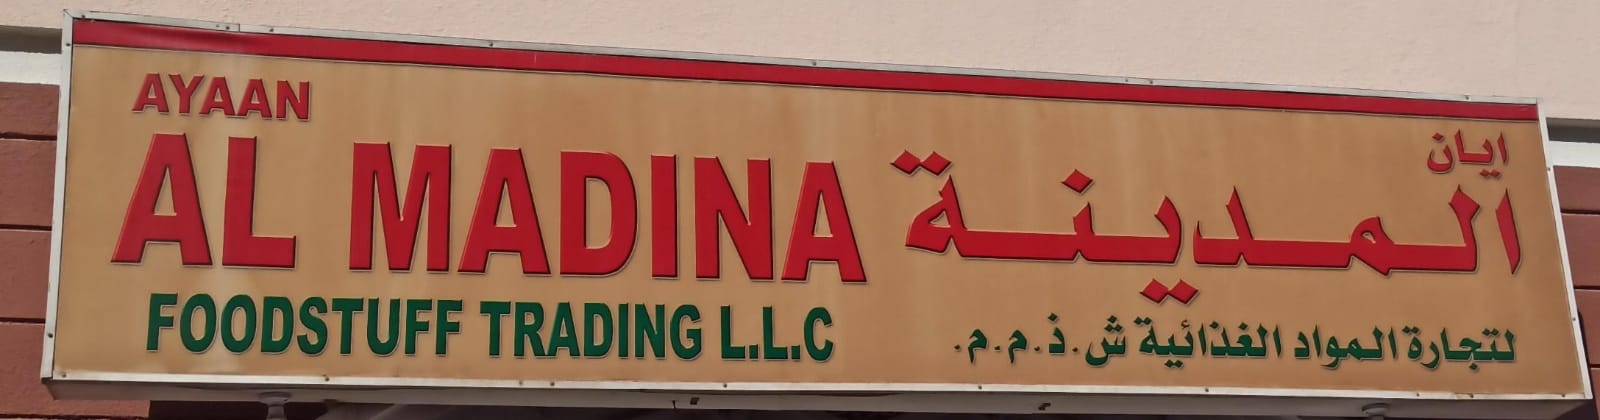 AYAAN
AL MADINA
FOODSTUFF TRADING L.L.C
ايان
المدينة
لتجارة المواد الغذائية ش.ذ.م.م.